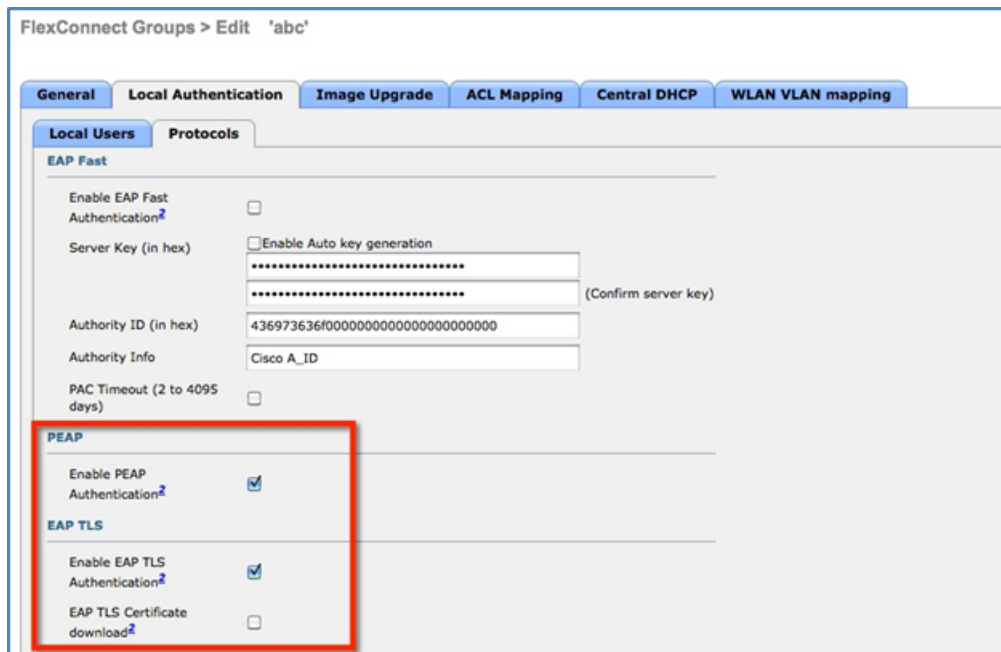 FlexConnect Groups > Edit 'abc'
General Local Authentication Image Upgrade ACL Mapping Central DHCP WLAN VLAN mapping
Local Users Protocols
EAP Fast
Enable EAP Fast
Authentication2
Server Key (in hex) Enable Auto key generation
••••••••••••••••••••••••••••••••
•••••••••••••••••••••••••••••••• (Confirm server key)
Authority ID (in hex) 436973636f0000000000000000000000
Authority Info Cisco A_ID
PAC Timeout (2 to 4095
days)
PEAP
Enable PEAP
Authentication2
EAP TLS
Enable EAP TLS
Authentication2
EAP TLS Certificate
download2